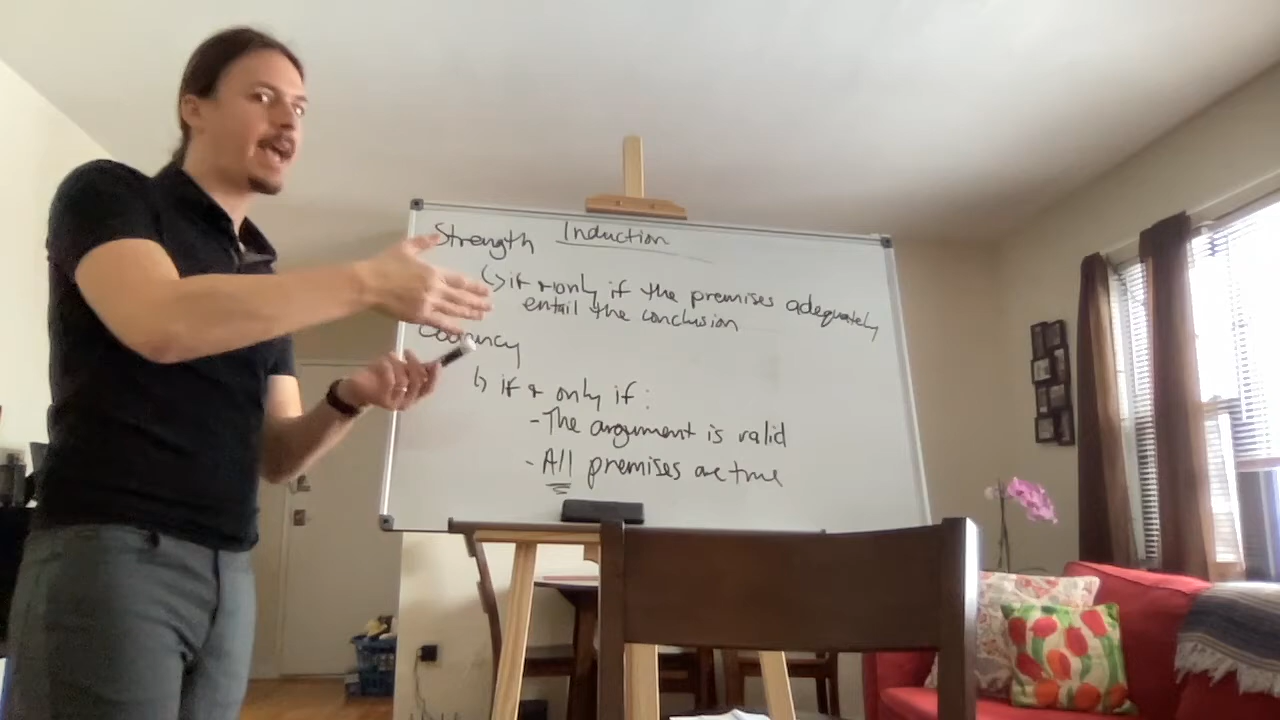 Induction
Strength
↳ if + only if the premises adequately
entail the conclusion
Cogency
↳ if + only if:
- The argument is valid
- All premises are true